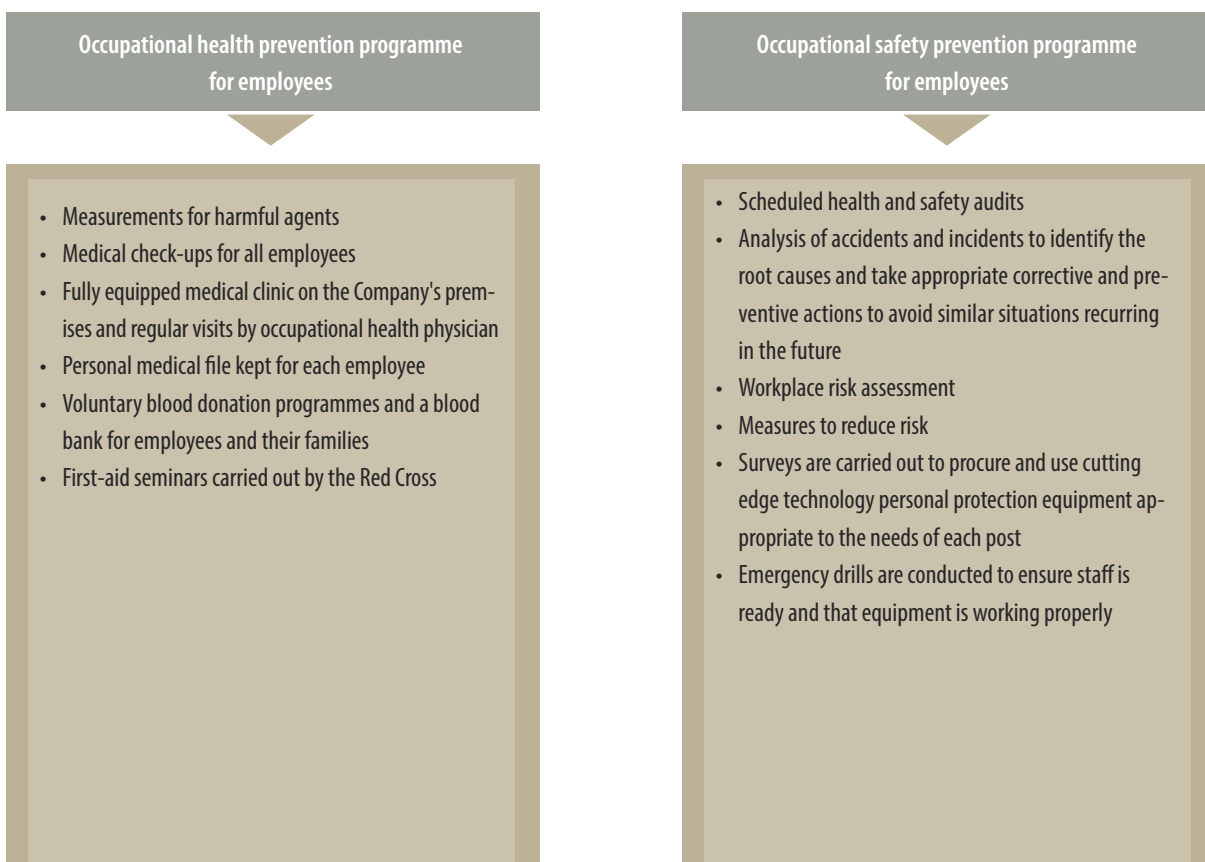 Occupational health prevention programme
for employees
• Measurements for harmful agents
• Medical check-ups for all employees
• Fully equipped medical clinic on the Company's prem-
ises and regular visits by occupational health physician
• Personal medical file kept for each employee
• Voluntary blood donation programmes and a blood
bank for employees and their families
• First-aid seminars carried out by the Red Cross
Occupational safety prevention programme
for employees
• Scheduled health and safety audits
• Analysis of accidents and incidents to identify the
root causes and take appropriate corrective and pre-
ventive actions to avoid similar situations recurring
in the future
• Workplace risk assessment
• Measures to reduce risk
• Surveys are carried out to procure and use cutting
edge technology personal protection equipment ap-
propriate to the needs of each post
• Emergency drills are conducted to ensure staff is
ready and that equipment is working properly